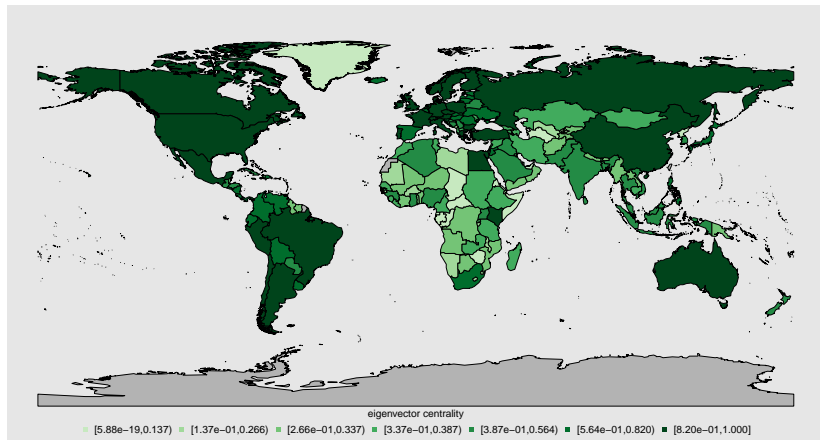 eigenvector centrality
[5.88e−19,0.137) [1.37e−01,0.266) [2.66e−01,0.337) [3.37e−01,0.387) [3.87e−01,0.564) [5.64e−01,0.820) [8.20e−01,1.000]